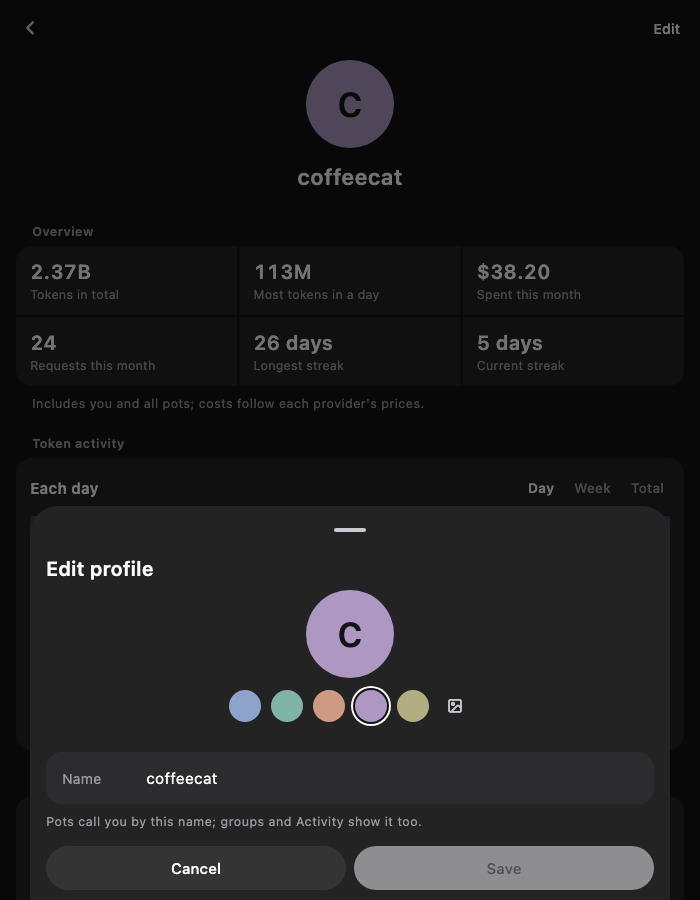 Edit
C
coffeecat
Overview
2.37B
113M
$38.20
Tokens in total
Most tokens in a day
Spent this month
24
26 days
5 days
Requests this month
Longest streak
Current streak
Includes you and all pots; costs follow each provider's prices.
Token activity
Each day
Day Week Total
Edit profile
C
Name coffeecat
Pots call you by this name; groups and Activity show it too.
Cancel
Save